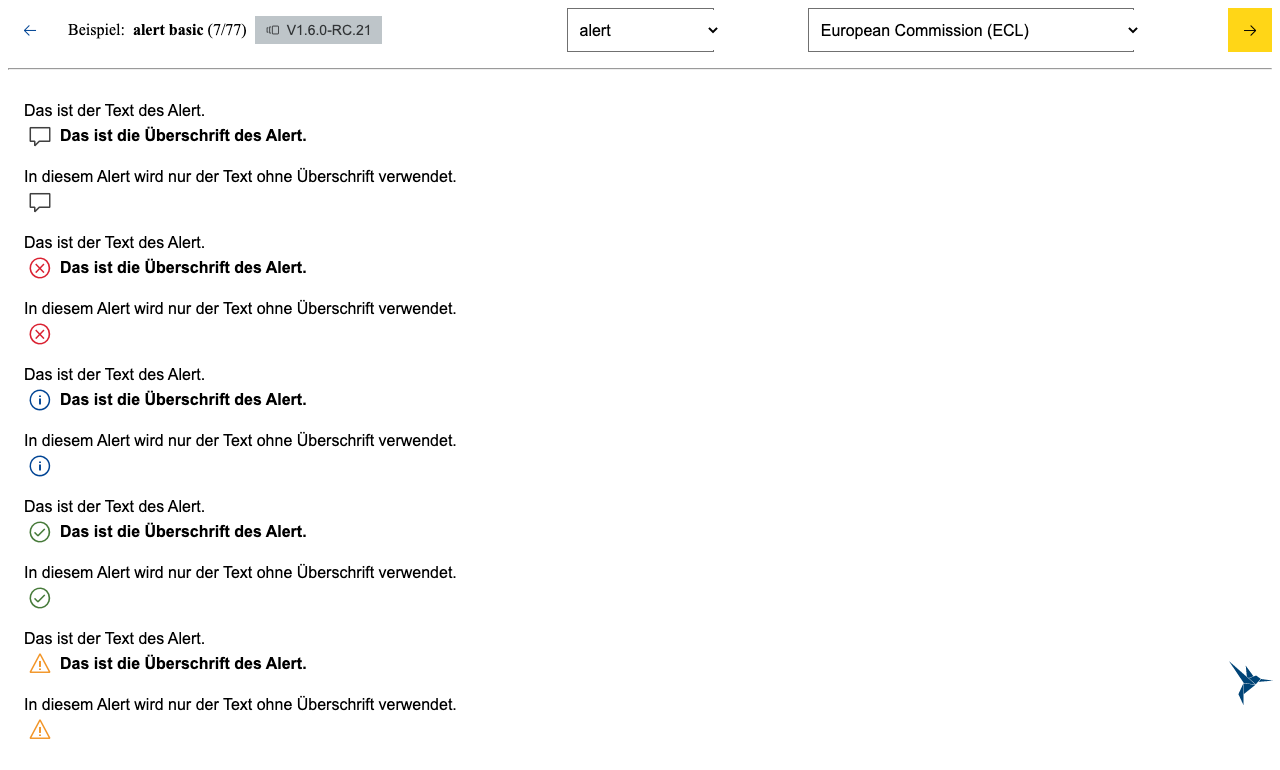 Beispiel: alert basic (7/77) V1.6.0-RC.21 alert European Commission (ECL)
Das ist der Text des Alert.
Das ist die Überschrift des Alert.
In diesem Alert wird nur der Text ohne Überschrift verwendet.
Das ist der Text des Alert.
Das ist die Überschrift des Alert.
In diesem Alert wird nur der Text ohne Überschrift verwendet.
Das ist der Text des Alert.
Das ist die Überschrift des Alert.
In diesem Alert wird nur der Text ohne Überschrift verwendet.
Das ist der Text des Alert.
Das ist die Überschrift des Alert.
In diesem Alert wird nur der Text ohne Überschrift verwendet.
Das ist der Text des Alert.
Das ist die Überschrift des Alert.
In diesem Alert wird nur der Text ohne Überschrift verwendet.